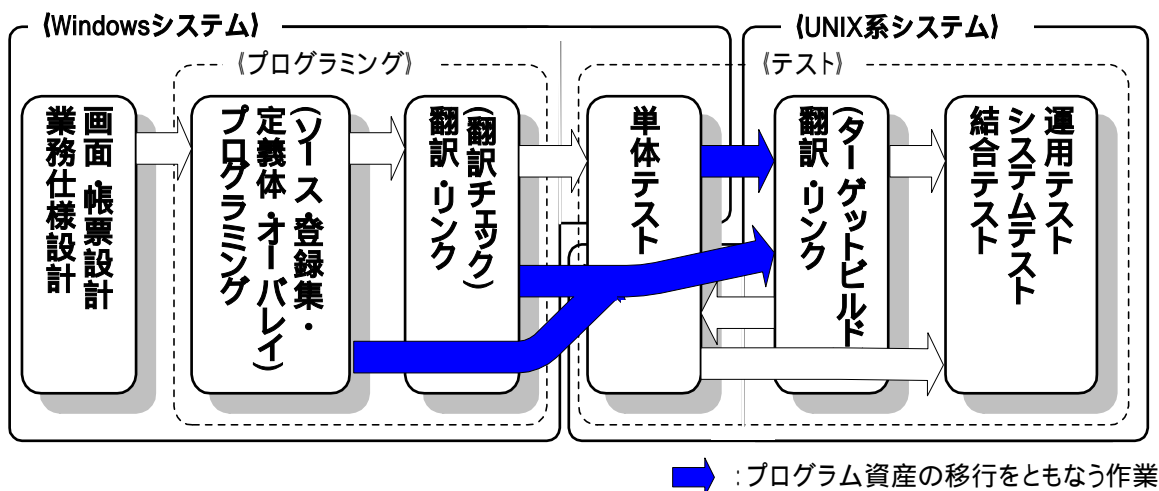 《Windowsシステム》
《UNIX系システム》
《プログラミング》
《テスト》
画面・帳票設計
業務仕様設計
(ソース・登録集・
定義体・オーバレイ)
プログラミング
(翻訳チェック)
翻訳・リンク
単体テスト
(ターゲットビルド
翻訳・リンク
運用テスト
システムテスト
結合テスト
:プログラム資産の移行をともなう作業